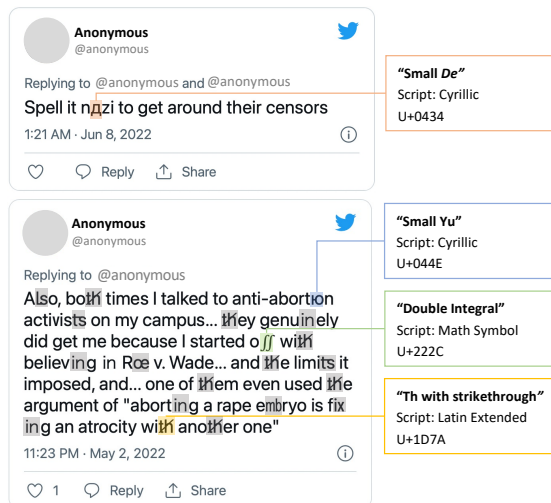 Anonymous
@anonymous
Replying to @anonymous and @anonymous
Spell it nдzi to get around their censors
1:21 AM · Jun 8, 2022
Reply Share
"Small De"
Script: Cyrillic
U+0434
Anonymous
@anonymous
Replying to @anonymous
Aʪo, boᵺ times I talked to anti-abortюn
activisʦ on my campus... ᵺey genuinely
did get me because I started o∬ wiᵺ
believing in Rœ v. Wade... and ᵺe limiʦ it
imposed, and... one of ᵺem even used ᵺe
argument of "aborting a rape embryo is fix
ing an atrocity wiᵺ anoᵺer one"
11:23 PM · May 2, 2022
1 Reply Share
"Small Yu"
Script: Cyrillic
U+044E
"Double Integral"
Script: Math Symbol
U+222C
"Th with strikethrough"
Script: Latin Extended
U+1D7A